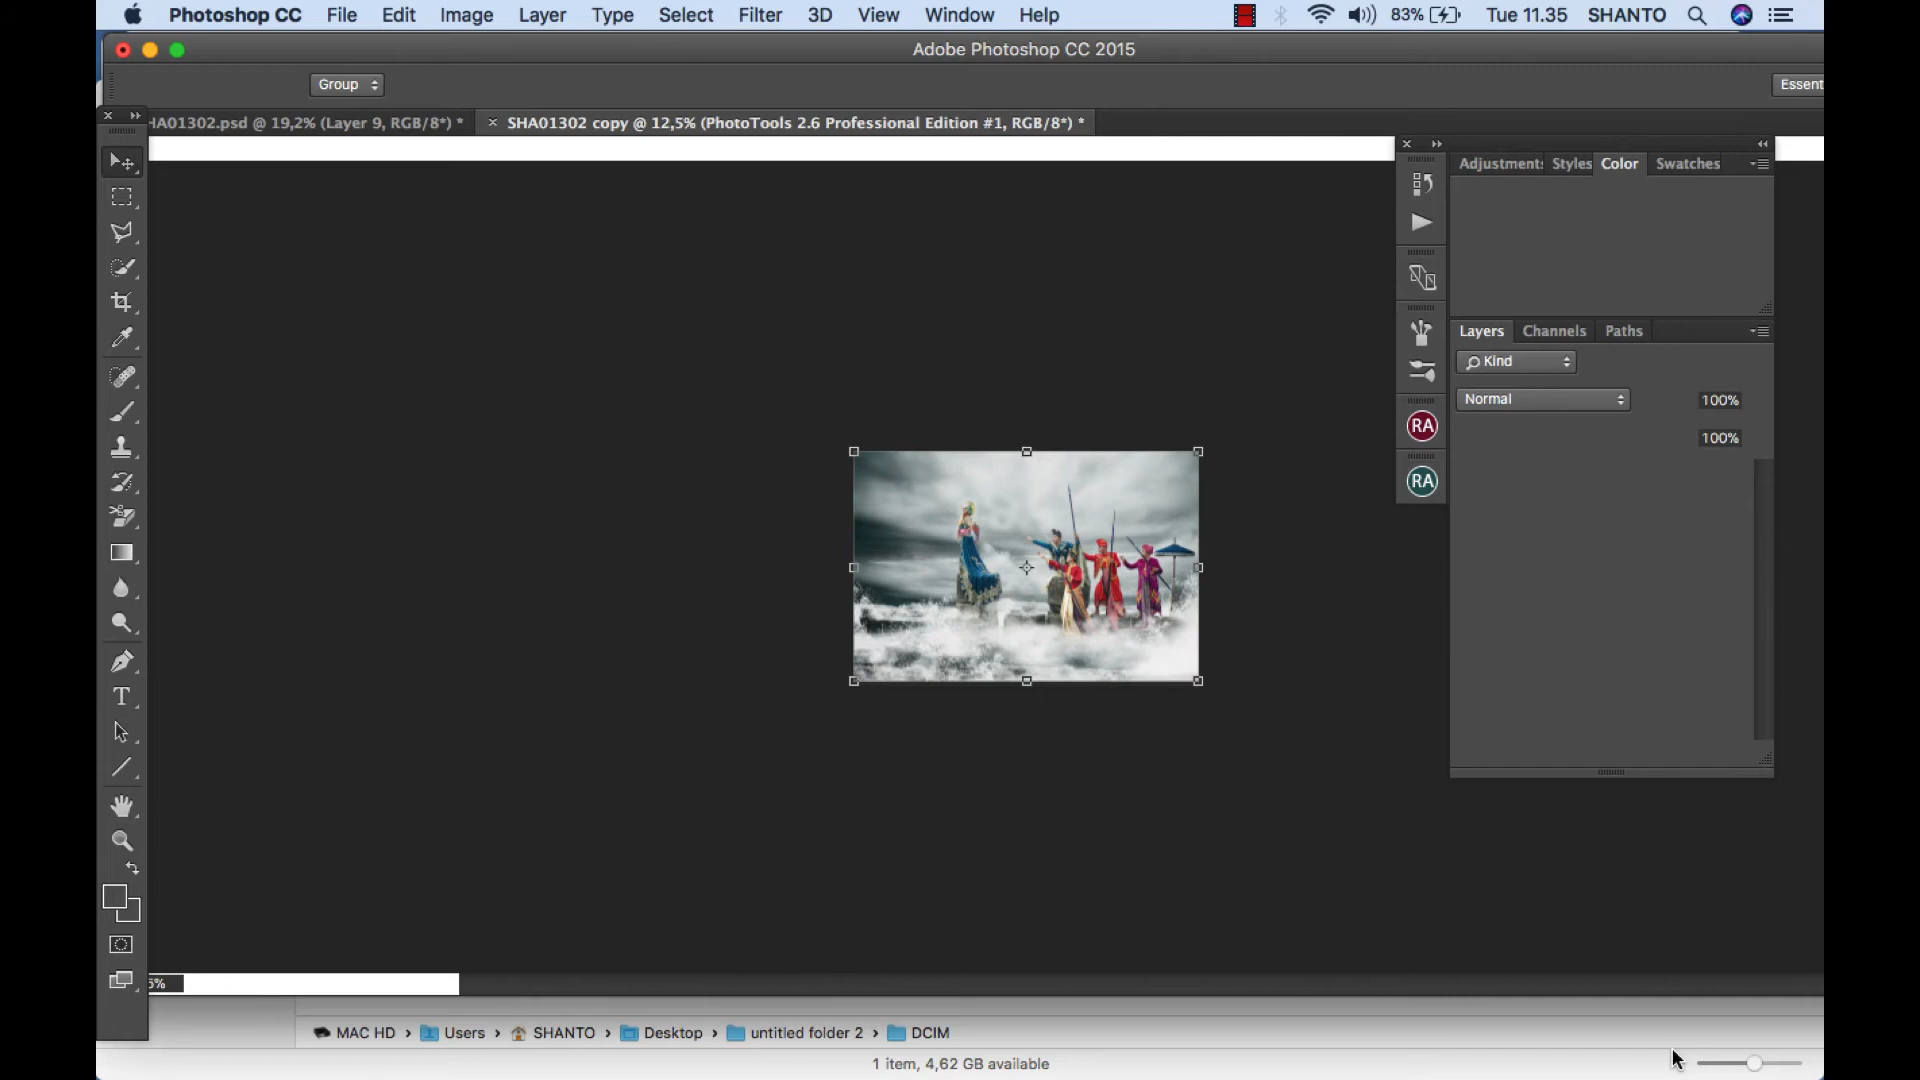 Photoshop CC File Edit Image Layer Type Select Filter 3D View Window Help 83% Tue 11.35 SHANTO
Adobe Photoshop CC 2015
Group
Essent
HA01302.psd @ 19,2% (Layer 9, RGB/8*) *
× SHA01302 copy @ 12,5% (PhotoTools 2.6 Professional Edition #1, RGB/8*) *
Adjustment: Styles Color Swatches
Layers Channels Paths
Kind
Normal 100%
100%
RA
RA
T
5%
MAC HD › Users › SHANTO › Desktop › untitled folder 2 › DCIM
1 item, 4,62 GB available